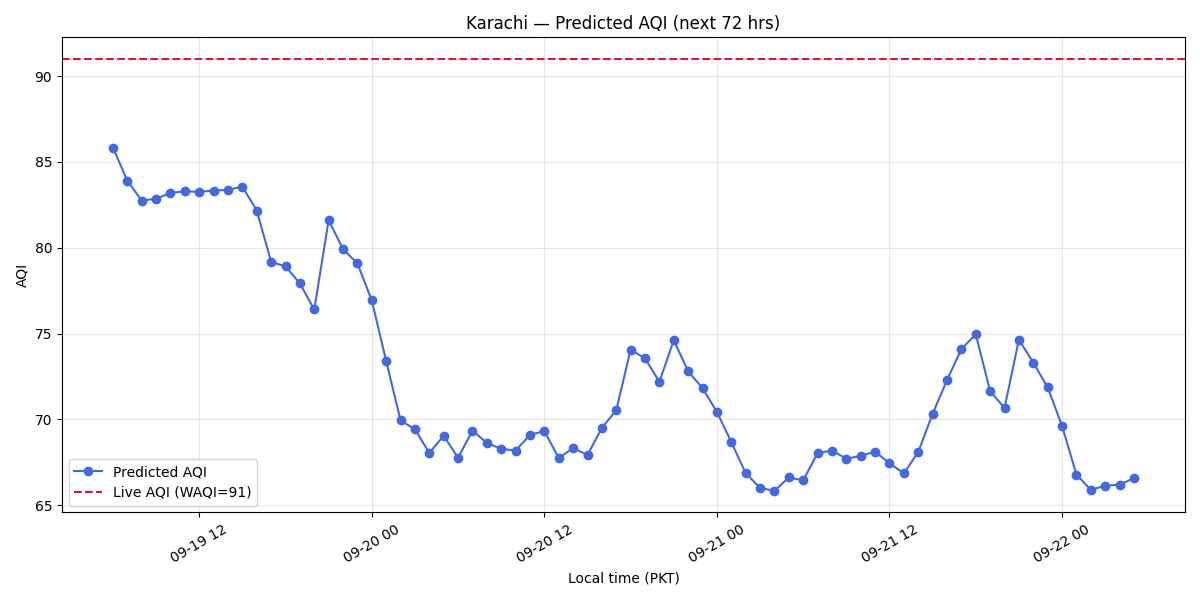 Karachi — Predicted AQI (next 72 hrs)
AQI
90
85
80
75
70
65
Predicted AQI
Live AQI (WAQI=91)
09-19 12
09-20 00
09-20 12
09-21 00
09-21 12
09-22 00
Local time (PKT)